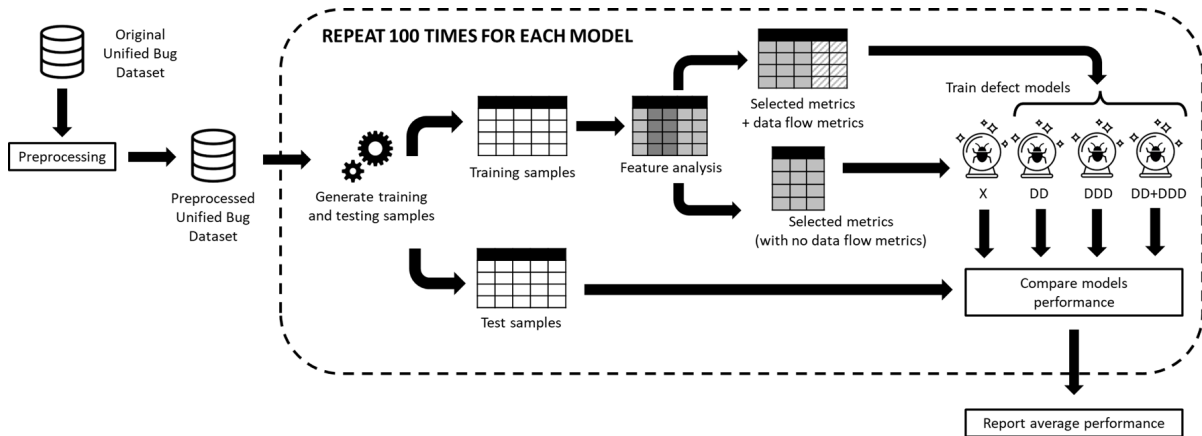 Original
Unified Bug
Dataset
Preprocessing
Preprocessed
Unified Bug
Dataset
REPEAT 100 TIMES FOR EACH MODEL
Generate training
and testing samples
Training samples
Test samples
Feature analysis
Selected metrics
+ data flow metrics
Selected metrics
(with no data flow metrics)
Train defect models
X
DD
DDD
DD+DDD
Compare models
performance
Report average performance